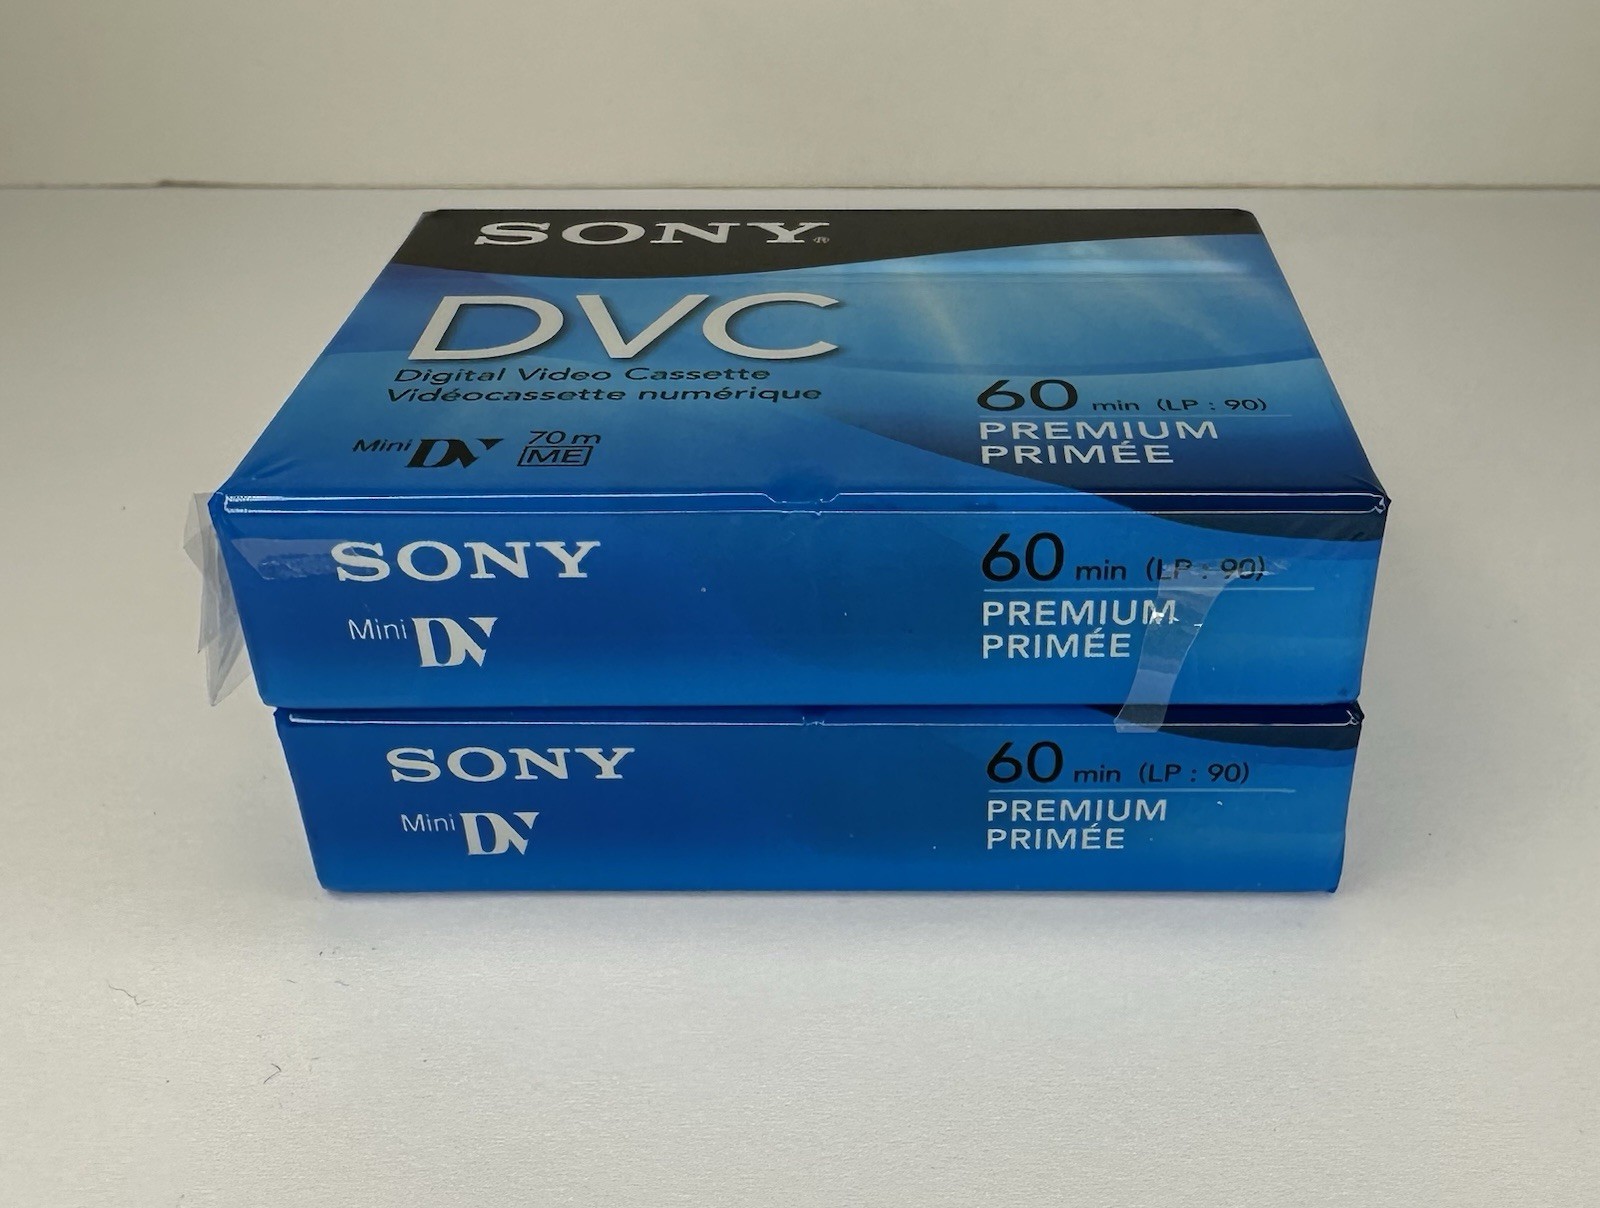 SONY®
DVC
Digital Video Cassette
Vidéocassette numérique
60 min (LP : 90)
PREMIUM
PRIMÉE
Mini DV
70 m
ME
SONY
Mini DV
60 min (LP : 90)
PREMIUM
PRIMÉE
SONY
Mini DV
60 min (LP : 90)
PREMIUM
PRIMÉE